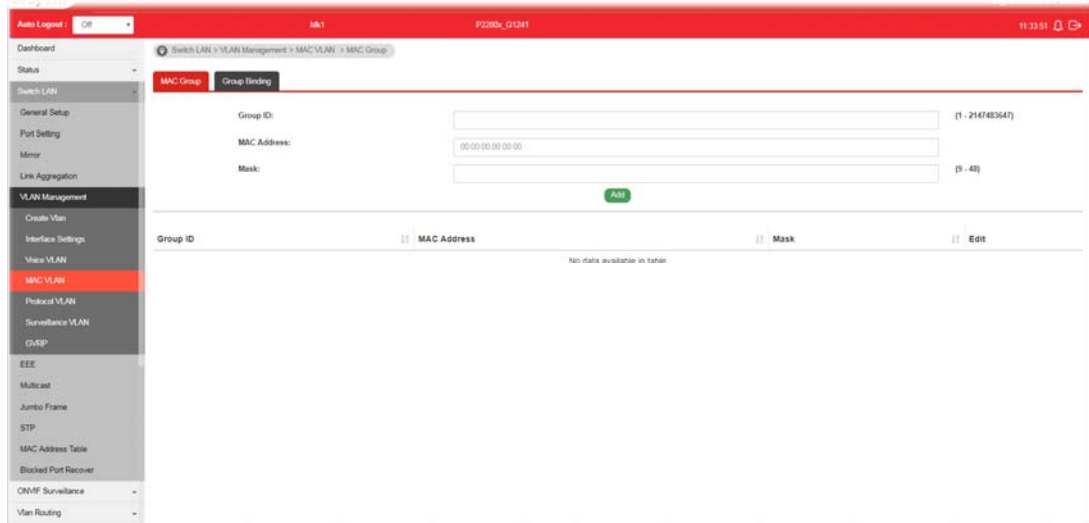 Auto Logout : Off
Mk1
P2280x_G1241
11:33:51
Dashboard
Status
Switch LAN
General Setup
Port Setting
Mirror
Link Aggregation
VLAN Management
Create Vlan
Interface Settings
Voice VLAN
MAC VLAN
Protocol VLAN
Surveillance VLAN
GVRP
EEE
Multicast
Jumbo Frame
STP
MAC Address Table
Blocked Port Recover
ONVIF Surveillance
Vlan Routing
Switch LAN > VLAN Management > MAC VLAN > MAC Group
MAC Group Group Binding
Group ID: (1 - 2147483647)
MAC Address: 00:00:00:00:00:00
Mask: (9 - 48)
Add
Group ID MAC Address Mask Edit
No data available in table